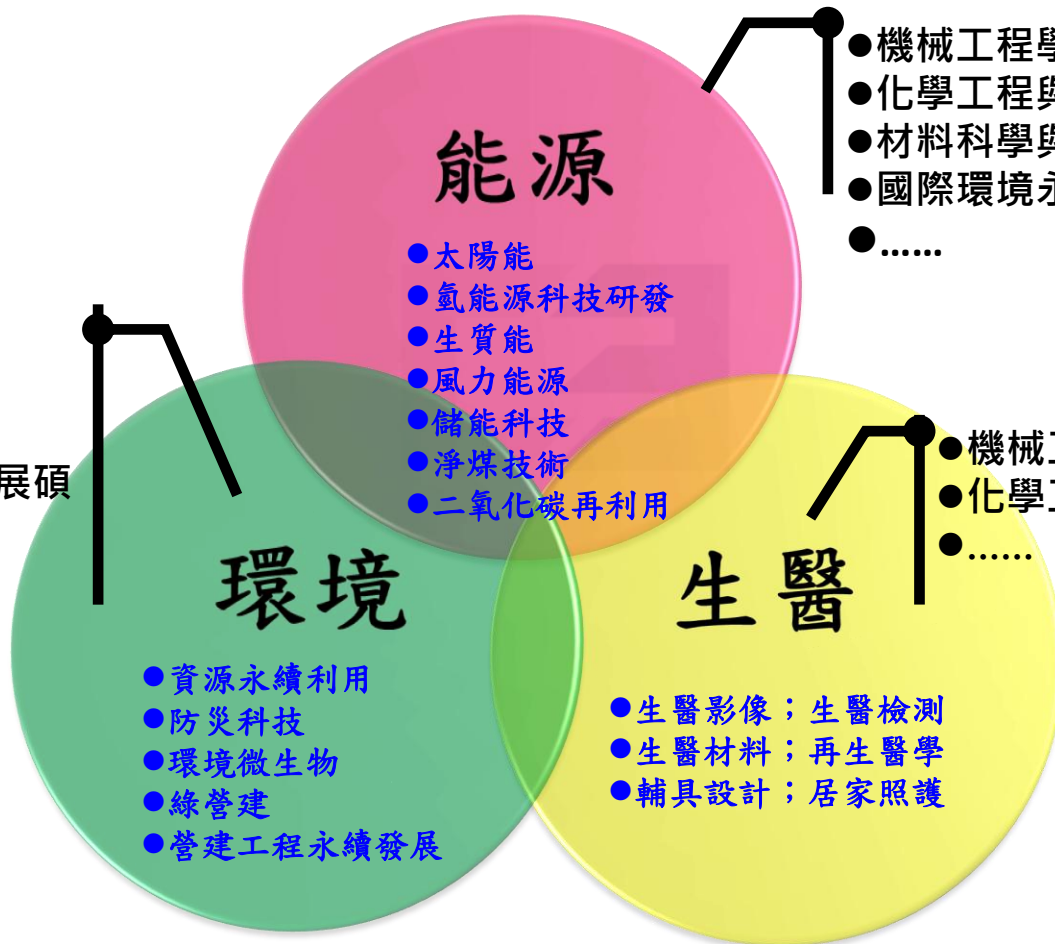 ●機械工程學
●化學工程與
●材料科學與
●國際環境永
●……
能源
●太陽能
●氫能源科技研發
●生質能
●風力能源
●儲能科技
●淨煤技術
●二氧化碳再利用
展碩
環境
●資源永續利用
●防災科技
●環境微生物
●綠營建
●營建工程永續發展
●機械工
●化學工
●……
生醫
●生醫影像；生醫檢測
●生醫材料；再生醫學
●輔具設計；居家照護